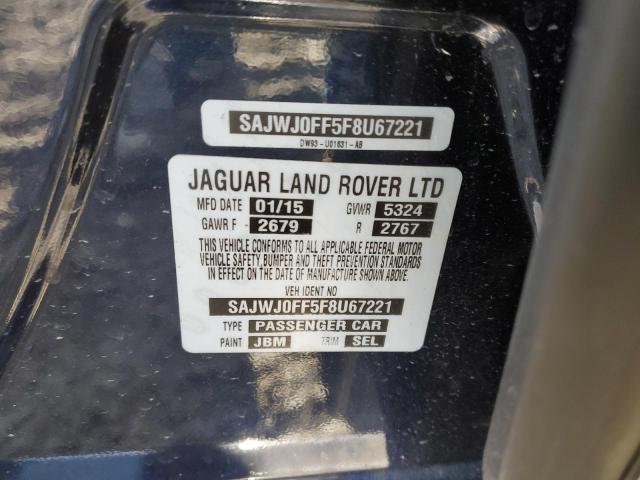 SAJWJ0FF5F8U67221
DW93-U01631-AB
JAGUAR LAND ROVER LTD
MFD DATE 01/15 GVWR 5324
GAWR F 2679 R 2767
THIS VEHICLE CONFORMS TO ALL APPLICABLE FEDERAL MOTOR
VEHICLE SAFETY, BUMPER AND THEFT PREVENTION STANDARDS
IN EFFECT ON THE DATE OF MANUFACTURE SHOWN ABOVE.
VEH IDENT NO
SAJWJ0FF5F8U67221
TYPE PASSENGER CAR
PAINT JBM TRIM SEL